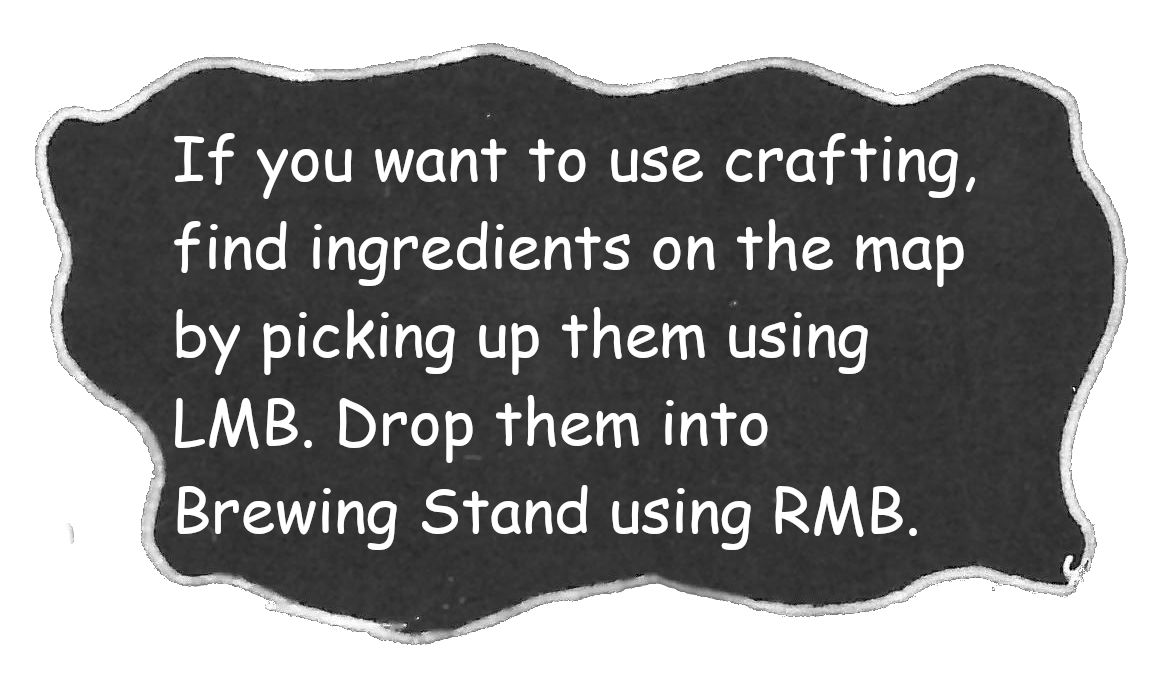 If you want to use crafting,
find ingredients on the map
by picking up them using
LMB. Drop them into
Brewing Stand using RMB.